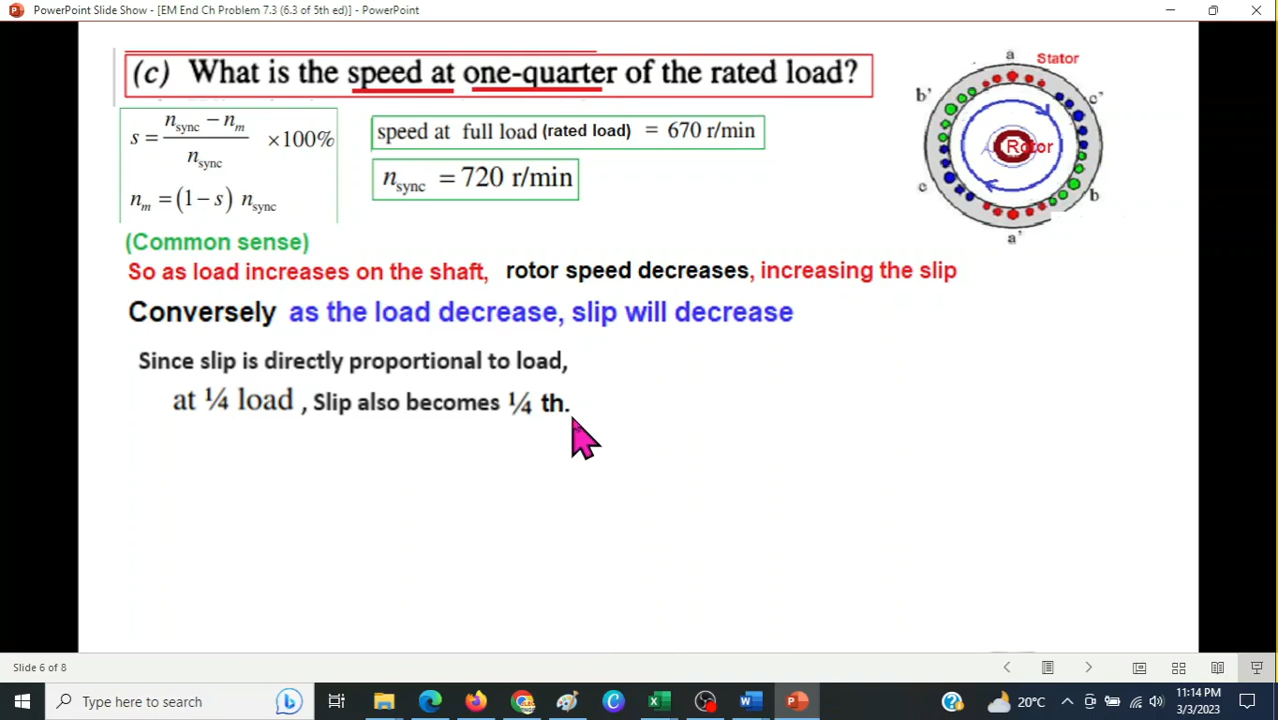 PowerPoint Slide Show - [EM End Ch Problem 7.3 (6.3 of 5th ed)] - PowerPoint
(c) What is the speed at one-quarter of the rated load?
s = (n_sync − n_m) / n_sync ×100%
n_m = (1 − s) n_sync
speed at full load (rated load) = 670 r/min
n_sync = 720 r/min
a Stator
b' c'
Rotor
c b
a'
(Common sense)
So as load increases on the shaft, rotor speed decreases, increasing the slip
Conversely as the load decrease, slip will decrease
Since slip is directly proportional to load,
at ¼ load , Slip also becomes ¼ th.
Slide 6 of 8
Type here to search
20°C
11:14 PM
3/3/2023